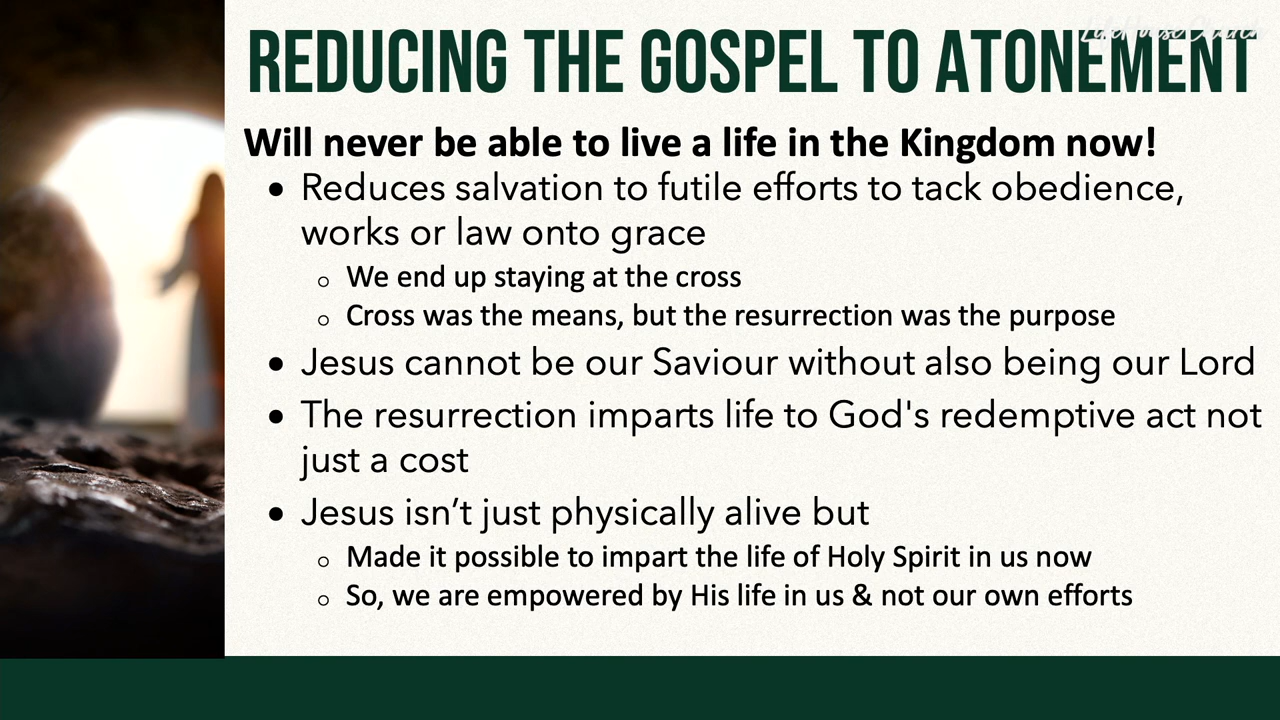 REDUCING THE GOSPEL TO ATONEMENT
Will never be able to live a life in the Kingdom now!
• Reduces salvation to futile efforts to tack obedience,
works or law onto grace
○ We end up staying at the cross
○ Cross was the means, but the resurrection was the purpose
• Jesus cannot be our Saviour without also being our Lord
• The resurrection imparts life to God's redemptive act not
just a cost
• Jesus isn’t just physically alive but
○ Made it possible to impart the life of Holy Spirit in us now
○ So, we are empowered by His life in us & not our own efforts